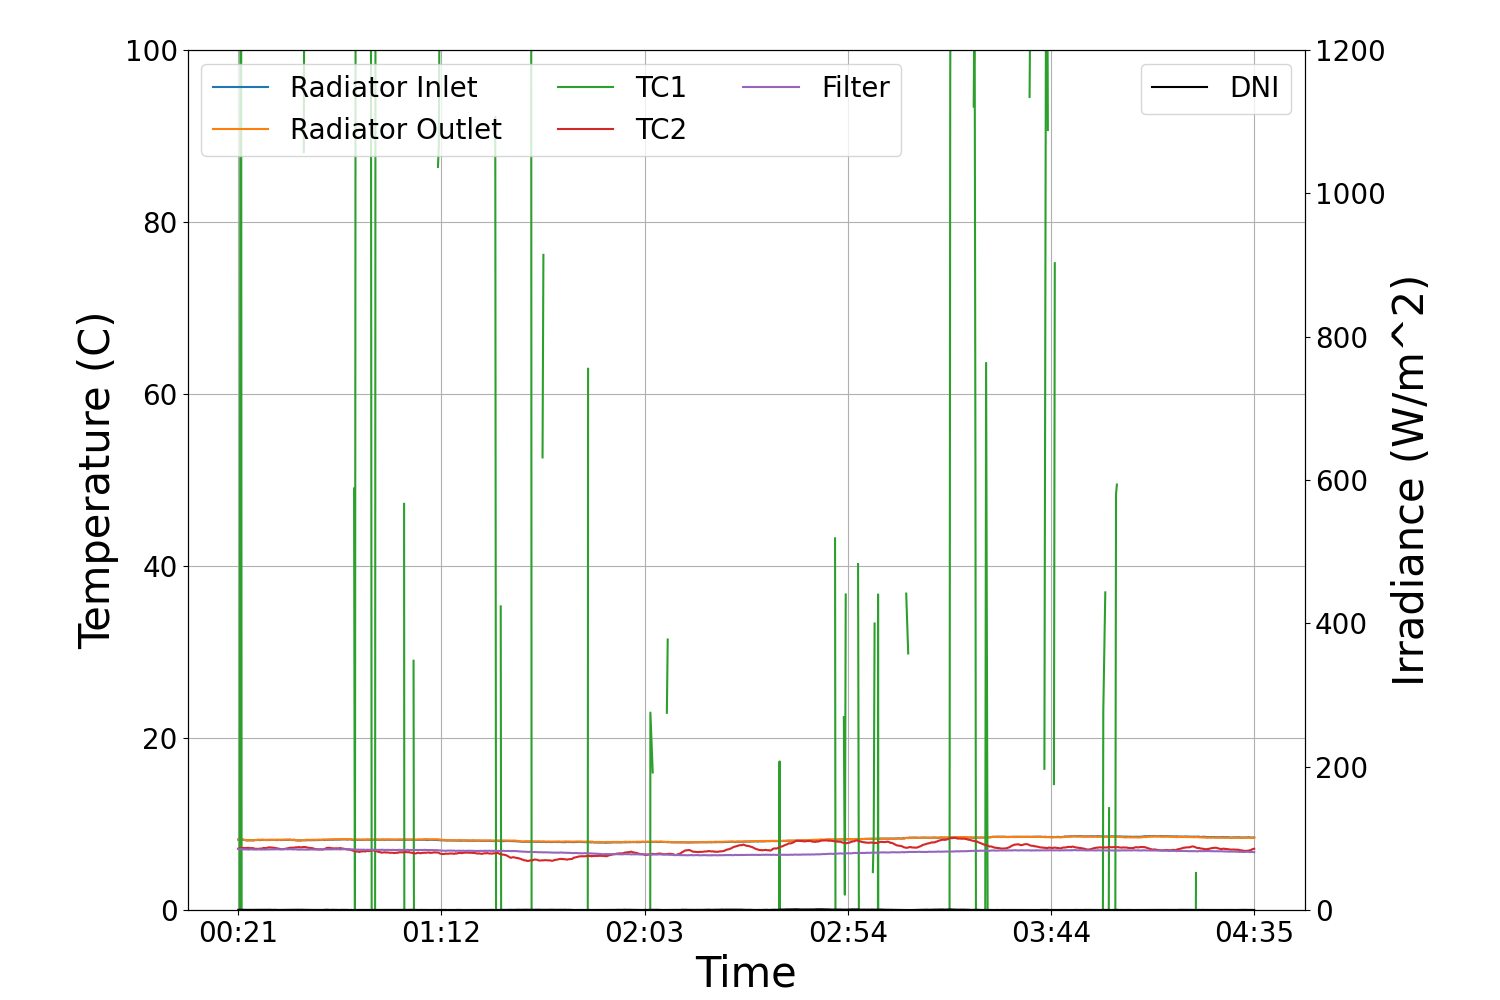 100
80
60
40
20
0
Temperature (C)
Radiator Inlet
Radiator Outlet
TC1
TC2
Filter
DNI
1200
1000
800
600
400
200
0
Irradiance (W/m^2)
00:21 01:12 02:03 02:54 03:44 04:35
Time